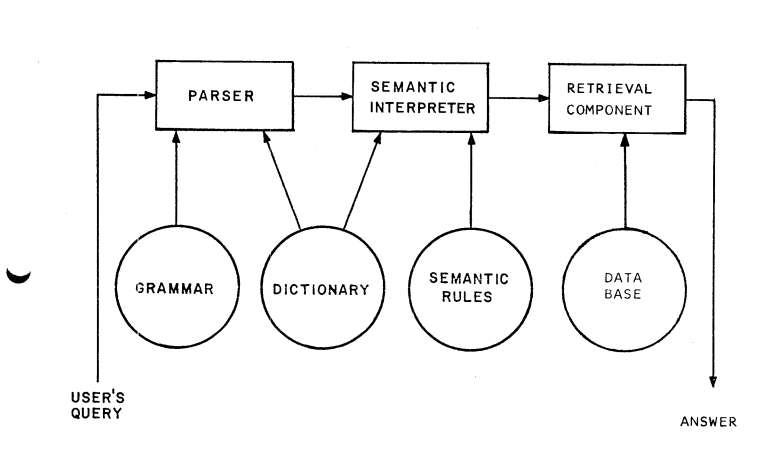 PARSER
SEMANTIC
INTERPRETER
RETRIEVAL
COMPONENT
GRAMMAR
DICTIONARY
SEMANTIC
RULES
DATA
BASE
USER'S
QUERY
ANSWER